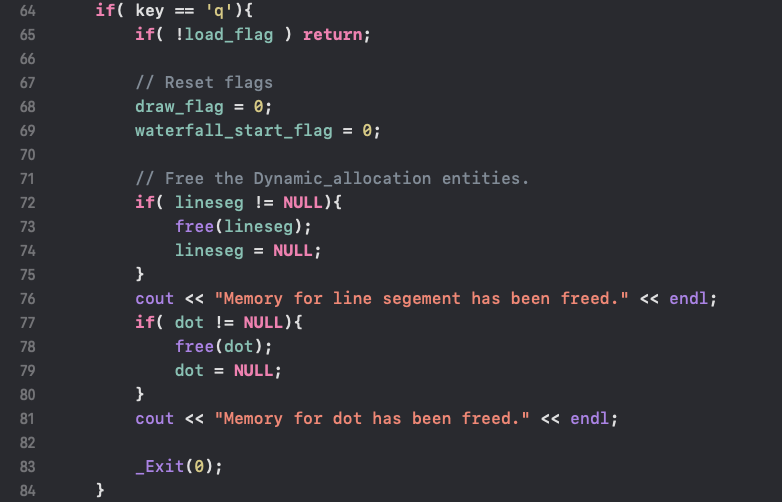 64 if( key == 'q'){
65 if( !load_flag ) return;
66
67 // Reset flags
68 draw_flag = 0;
69 waterfall_start_flag = 0;
70
71 // Free the Dynamic_allocation entities.
72 if( lineseg != NULL){
73 free(lineseg);
74 lineseg = NULL;
75 }
76 cout << "Memory for line segement has been freed." << endl;
77 if( dot != NULL){
78 free(dot);
79 dot = NULL;
80 }
81 cout << "Memory for dot has been freed." << endl;
82
83 _Exit(0);
84 }